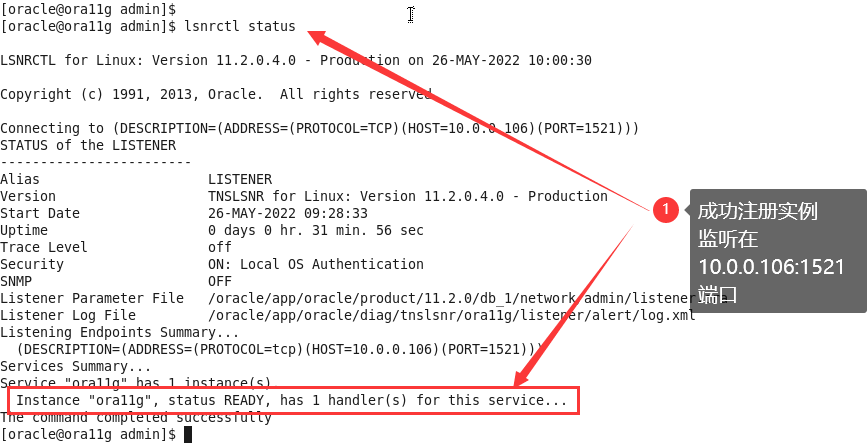 [oracle@ora11g admin]$
[oracle@ora11g admin]$ lsnrctl status
LSNRCTL for Linux: Version 11.2.0.4.0 - Production on 26-MAY-2022 10:00:30
Copyright (c) 1991, 2013, Oracle.  All rights reserved
Connecting to (DESCRIPTION=(ADDRESS=(PROTOCOL=TCP)(HOST=10.0.0.106)(PORT=1521)))
STATUS of the LISTENER
------------------------
Alias                     LISTENER
Version                   TNSLSNR for Linux: Version 11.2.0.4.0 - Production
Start Date                26-MAY-2022 09:28:33
Uptime                    0 days 0 hr. 31 min. 56 sec
Trace Level               off
Security                  ON: Local OS Authentication
SNMP                      OFF
Listener Parameter File   /oracle/app/oracle/product/11.2.0/db_1/network/admin/listener
Listener Log File         /oracle/app/oracle/diag/tnslsnr/ora11g/listener/alert/log.xml
Listening Endpoints Summary...
  (DESCRIPTION=(ADDRESS=(PROTOCOL=tcp)(HOST=10.0.0.106)(PORT=1521)))
Services Summary...
Service "ora11g" has 1 instance(s)
  Instance "ora11g", status READY, has 1 handler(s) for this service...
The command completed successfully
[oracle@ora11g admin]$
1
成功注册实例
监听在
10.0.0.106:1521
端口